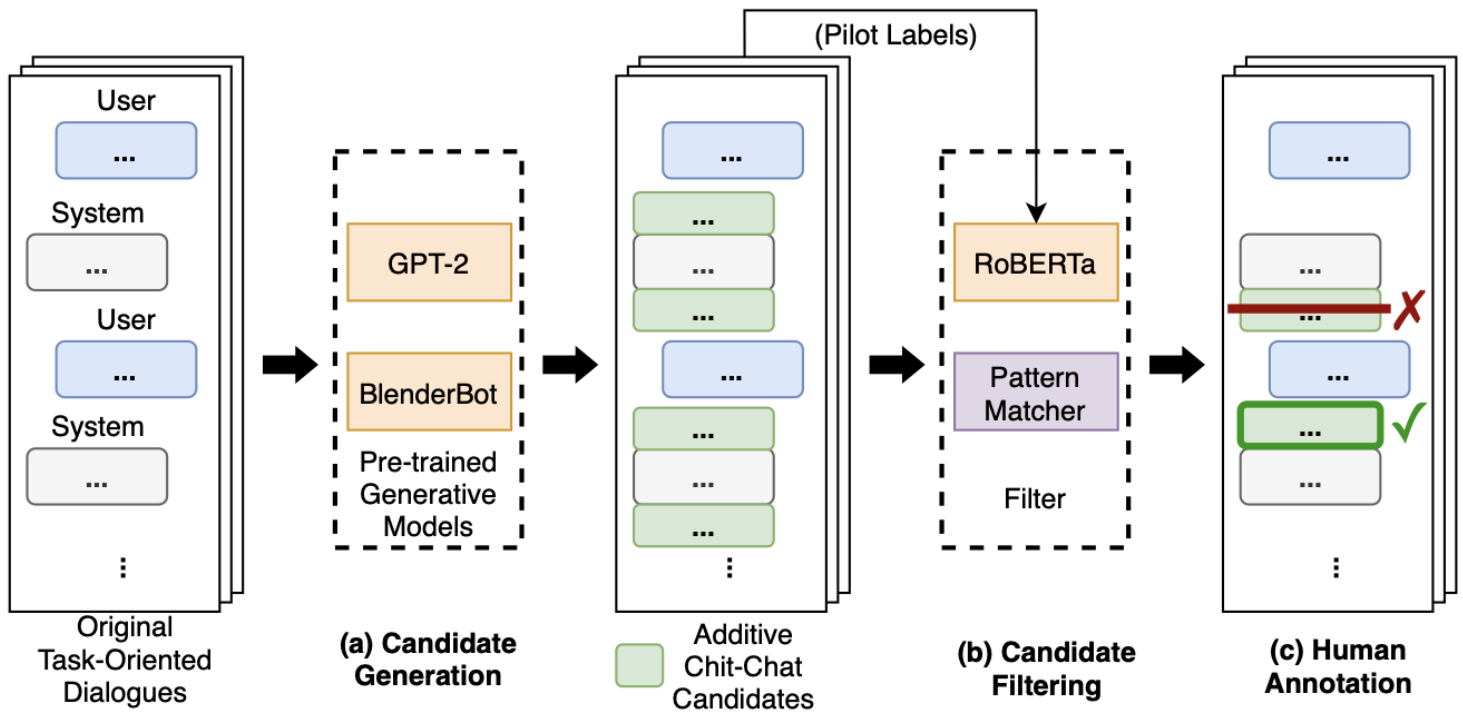 User
...
System
...
User
...
System
...
⋮
Original
Task-Oriented
Dialogues
GPT-2
BlenderBot
Pre-trained
Generative
Models
(a) Candidate
Generation
(Pilot Labels)
...
...
...
...
...
...
...
...
⋮
Additive
Chit-Chat
Candidates
RoBERTa
Pattern
Matcher
Filter
(b) Candidate
Filtering
...
...
...
✗
...
...
✓
...
⋮
(c) Human
Annotation